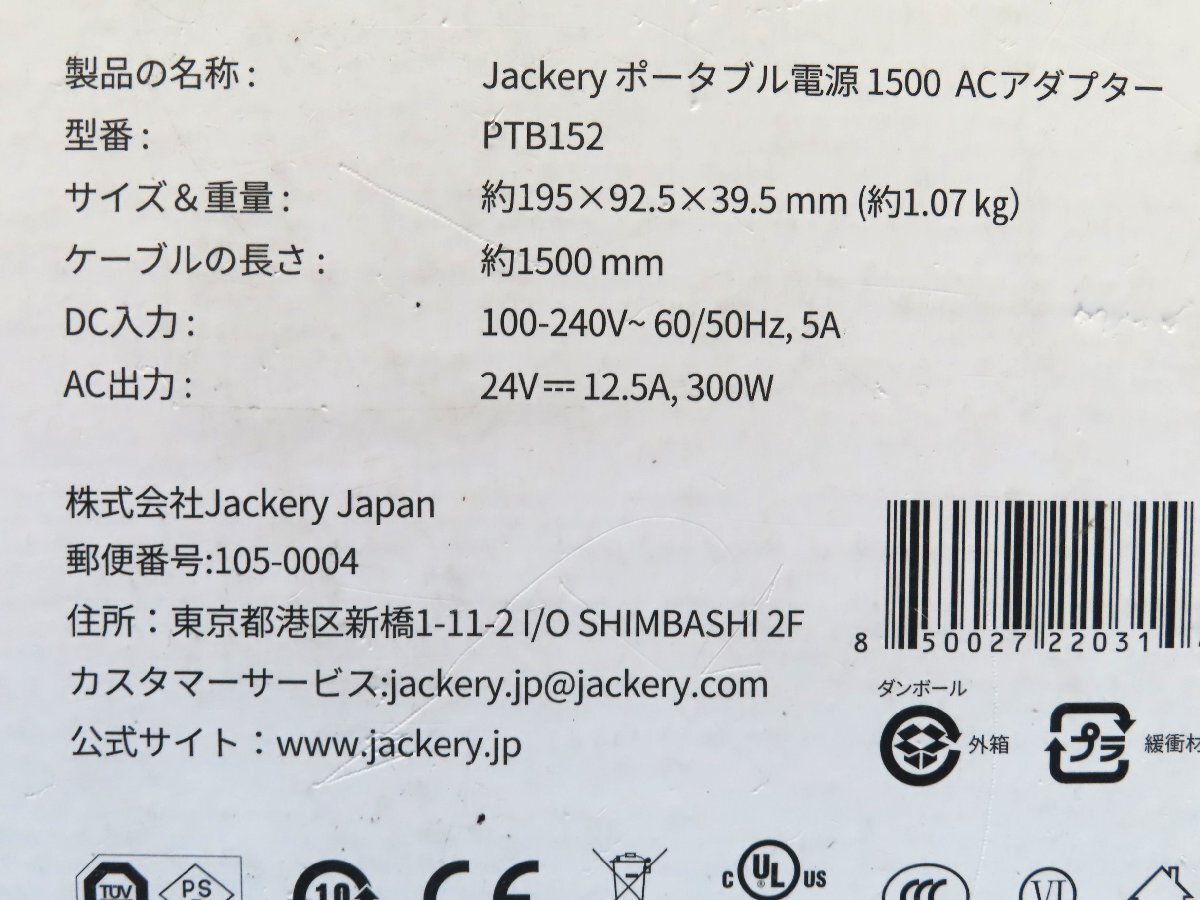 製品の名称： Jackery ポータブル電源 1500 ACアダプター
型番： PTB152
サイズ＆重量： 約195×92.5×39.5 mm (約1.07 kg)
ケーブルの長さ： 約1500 mm
DC入力： 100-240V~ 60/50Hz, 5A
AC出力： 24V⎓ 12.5A, 300W
株式会社Jackery Japan
郵便番号:105-0004
住所：東京都港区新橋1-11-2 I/O SHIMBASHI 2F
カスタマーサービス:jackery.jp@jackery.com
公式サイト：www.jackery.jp
8 50027 22031
ダンボール
外箱
プラ
緩衝材
TÜV
PS
10
CE
c UL US
CCC
VI